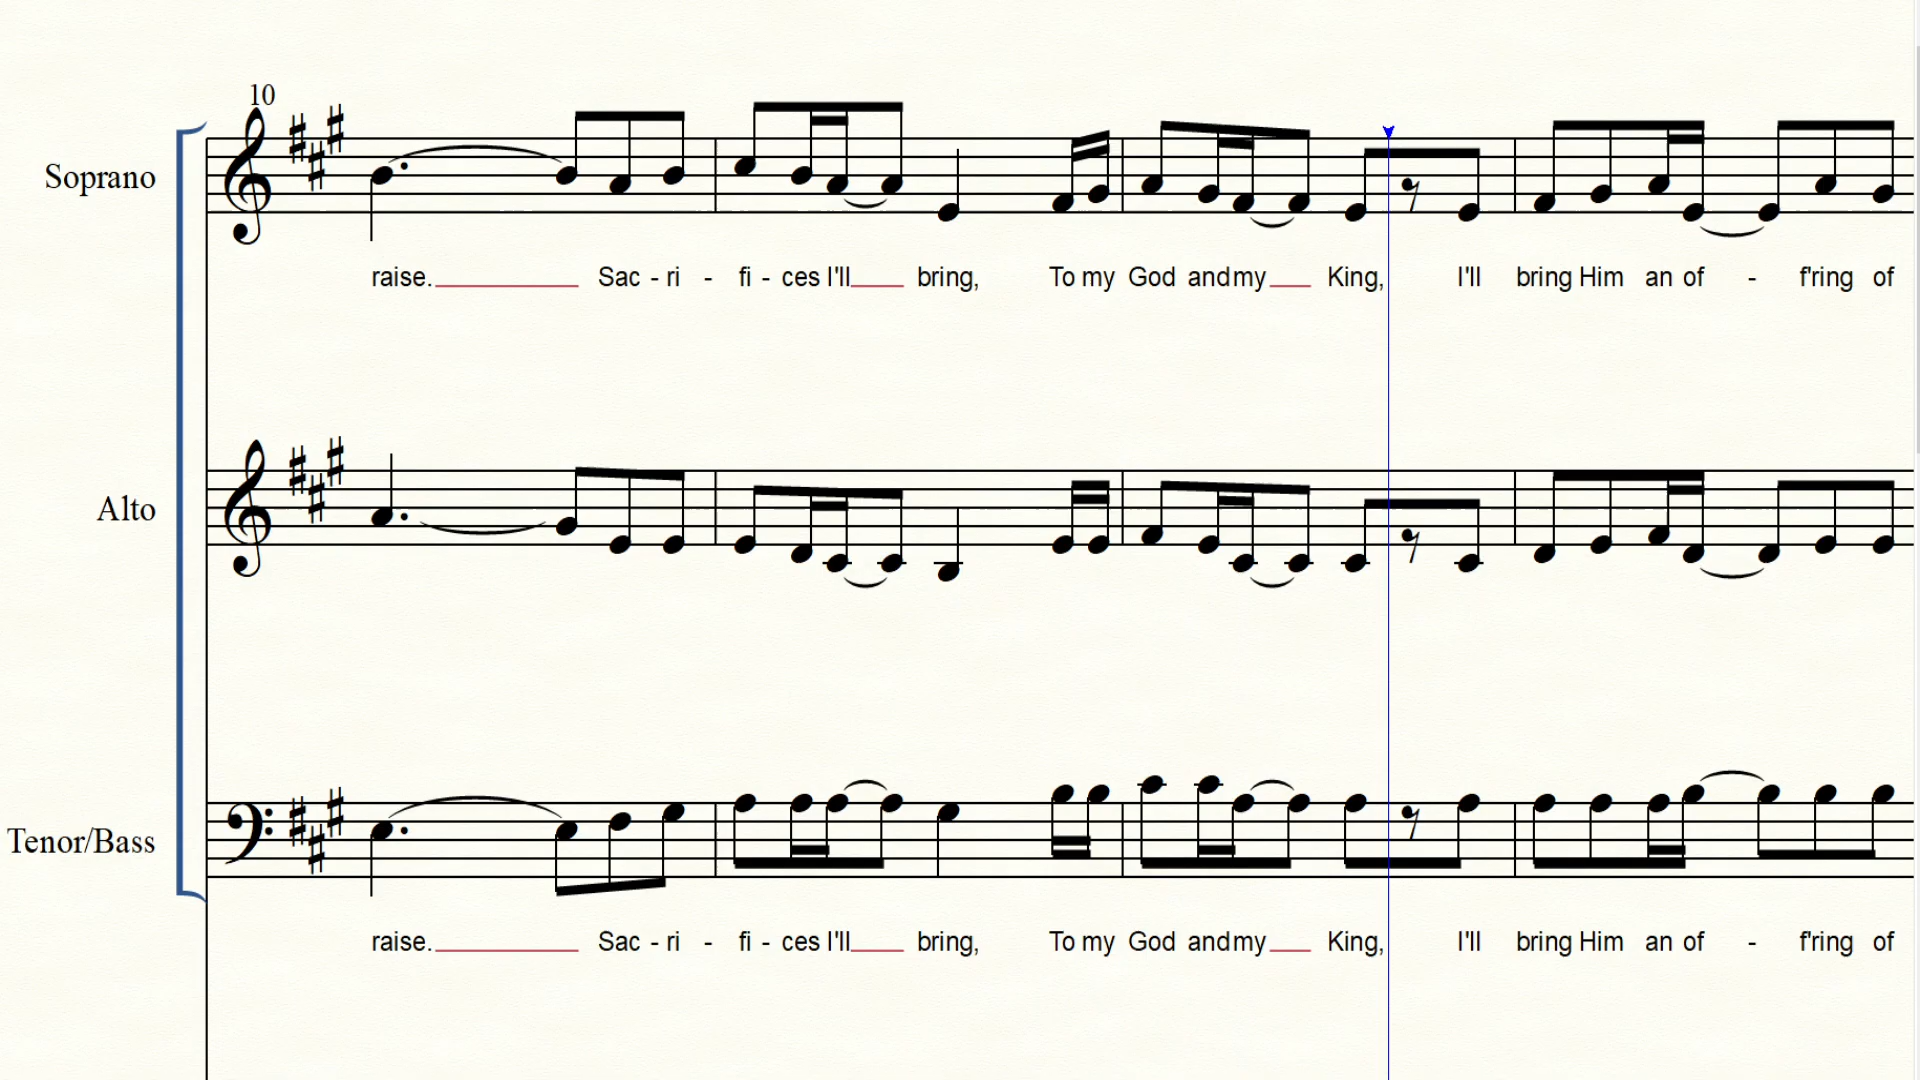 10
Soprano
raise. Sac - ri - fi - ces I'll bring, To my God and my King, I'll bring Him an of - f'ring of
Alto
Tenor/Bass
raise. Sac - ri - fi - ces I'll bring, To my God and my King, I'll bring Him an of - f'ring of